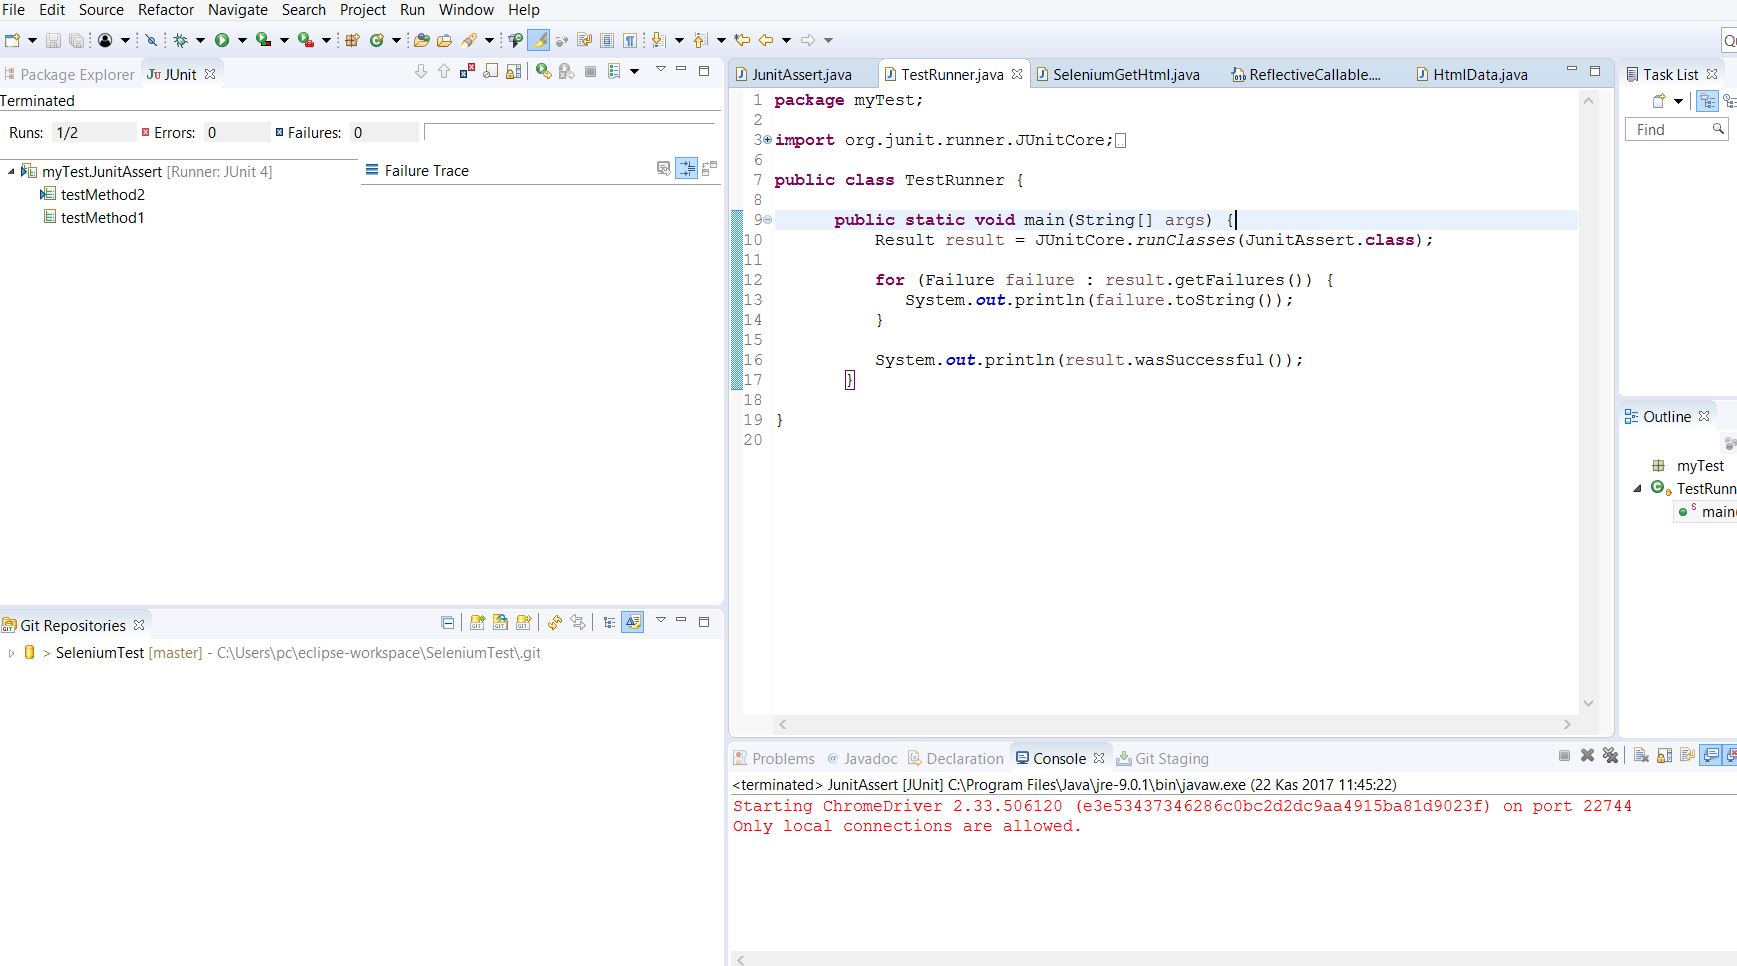 File Edit Source Refactor Navigate Search Project Run Window Help
Package Explorer JUnit
Terminated
Runs: 1/2 Errors: 0 Failures: 0
myTest.JunitAssert [Runner: JUnit 4]
testMethod2
testMethod1
Failure Trace
Git Repositories
> SeleniumTest [master] - C:\Users\pc\eclipse-workspace\SeleniumTest\.git
JunitAssert.java TestRunner.java SeleniumGetHtml.java ReflectiveCallable.... HtmlData.java
1 package myTest;
2
3 import org.junit.runner.JUnitCore;
6
7 public class TestRunner {
8
9 public static void main(String[] args) {
10 Result result = JUnitCore.runClasses(JunitAssert.class);
11
12 for (Failure failure : result.getFailures()) {
13 System.out.println(failure.toString());
14 }
15
16 System.out.println(result.wasSuccessful());
17 }
18
19 }
20
Problems Javadoc Declaration Console Git Staging
<terminated> JunitAssert [JUnit] C:\Program Files\Java\jre-9.0.1\bin\javaw.exe (22 Kas 2017 11:45:22)
Starting ChromeDriver 2.33.506120 (e3e53437346286c0bc2d2dc9aa4915ba81d9023f) on port 22744
Only local connections are allowed.
Task List
Find
Outline
myTest
TestRunn
main(